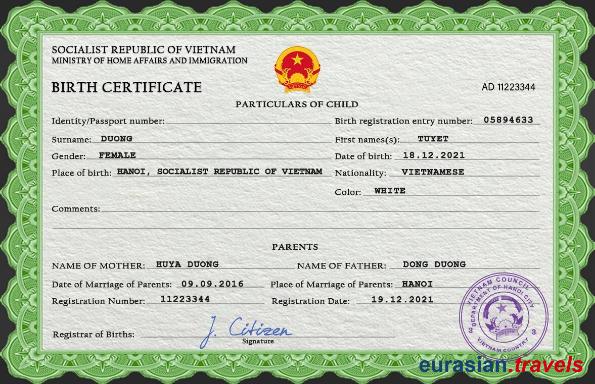 SOCIALIST REPUBLIC OF VIETNAM
MINISTRY OF HOME AFFAIRS AND IMMIGRATION
BIRTH CERTIFICATE
AD 11223344
PARTICULARS OF CHILD
Identity/Passport number:
Birth registration entry number: 05894633
Surname: DUONG
First names(s): TUYET
Gender: FEMALE
Date of birth: 18.12.2021
Place of birth: HANOI, SOCIALIST REPUBLIC OF VIETNAM
Nationality: VIETNAMESE
Color: WHITE
Comments:
PARENTS
NAME OF MOTHER: HUYA DUONG
NAME OF FATHER: DONG DUONG
Date of Marriage of Parents: 09.09.2016
Place of Marriage of Parents: HANOI
Registration Number: 11223344
Registration Date: 19.12.2021
Registrar of Births:
J. Citizen
Signature
VIETNAM COUNCIL
DEPARTMENT OF HANOI CITY
VIETNAM COUNTRY
eurasian.travels